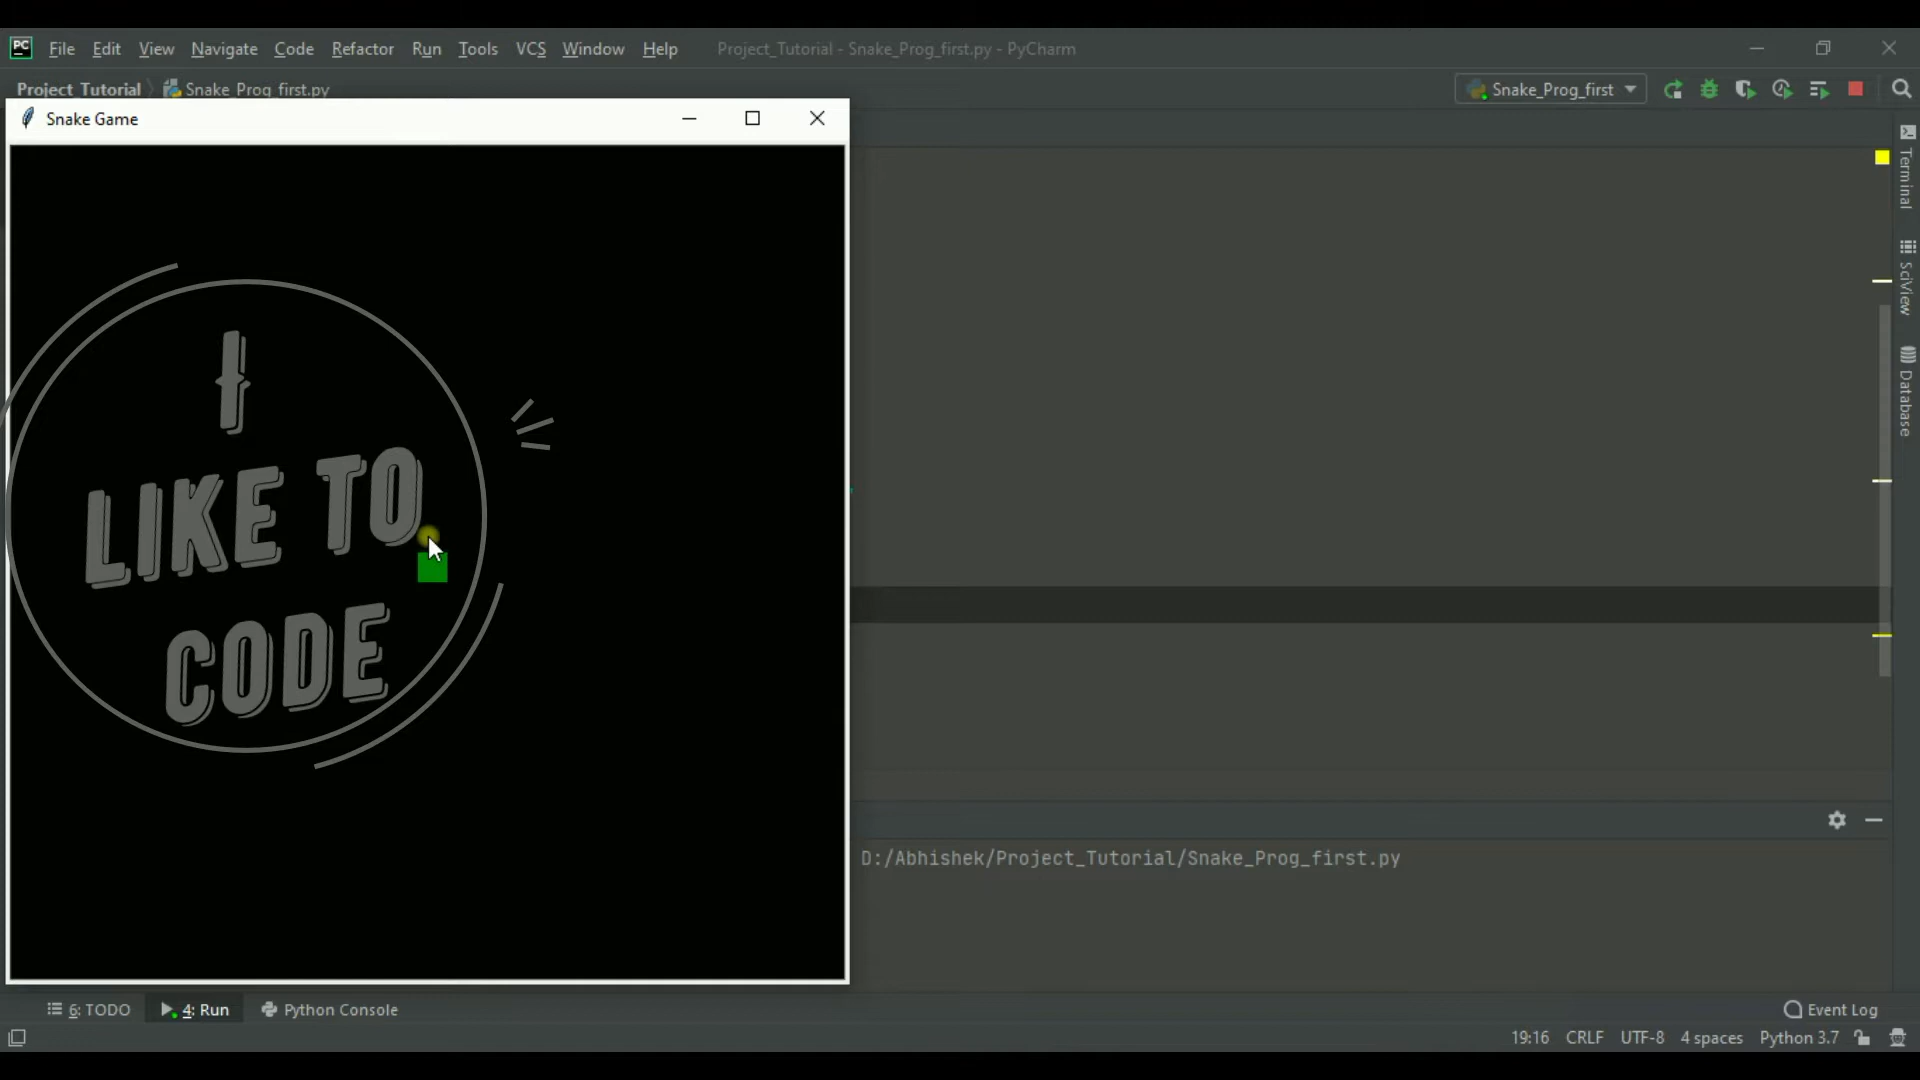 PC File Edit View Navigate Code Refactor Run Tools VCS Window Help Project_Tutorial - Snake_Prog_first.py - PyCharm
Project_Tutorial Snake_Prog_first.py Snake_Prog_first
Snake Game
Terminal
SciView
Database
I
LIKE TO
CODE
D:/Abhishek/Project_Tutorial/Snake_Prog_first.py
6: TODO 4: Run Python Console Event Log
19:16 CRLF UTF-8 4 spaces Python 3.7